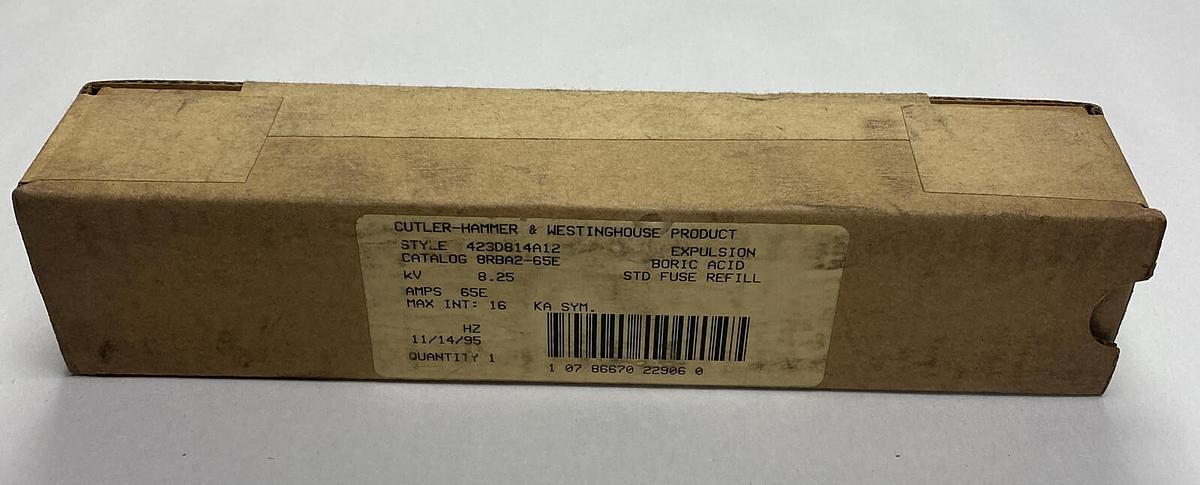 CUTLER-HAMMER & WESTINGHOUSE PRODUCT
STYLE 423D814A12 EXPULSION
CATALOG 8RBA2-65E BORIC ACID
KV 8.25 STD FUSE REFILL
AMPS 65E
MAX INT: 16 KA SYM.
HZ
11/14/95
QUANTITY 1
1 07 86670 22906 0